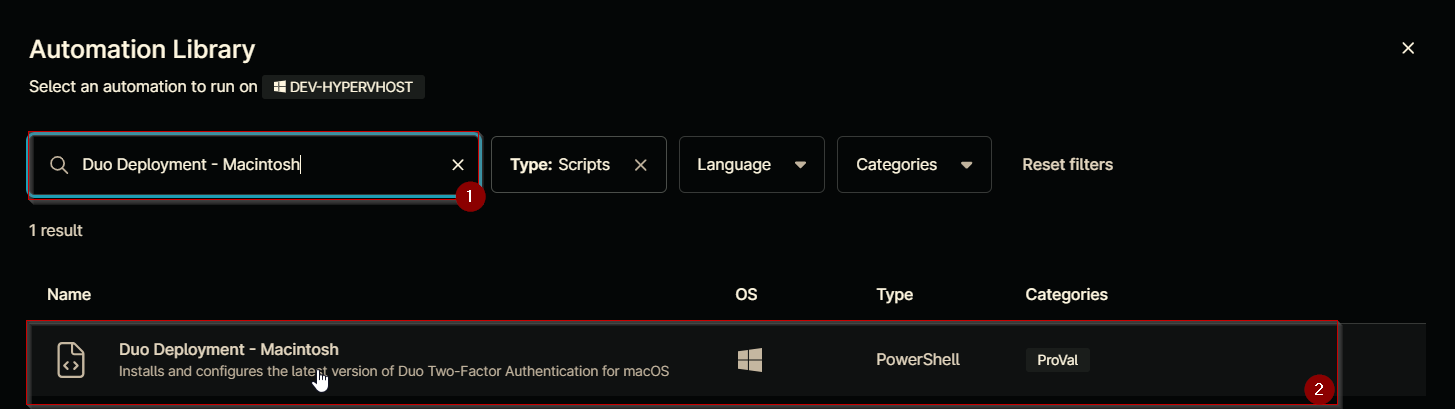 Automation Library
Select an automation to run on DEV-HYPERVHOST
Duo Deployment - Macintosh
Type: Scripts
Language
Categories
Reset filters
1
1 result
Name OS Type Categories
Duo Deployment - Macintosh
Installs and configures the latest version of Duo Two-Factor Authentication for macOS
PowerShell
ProVal
2